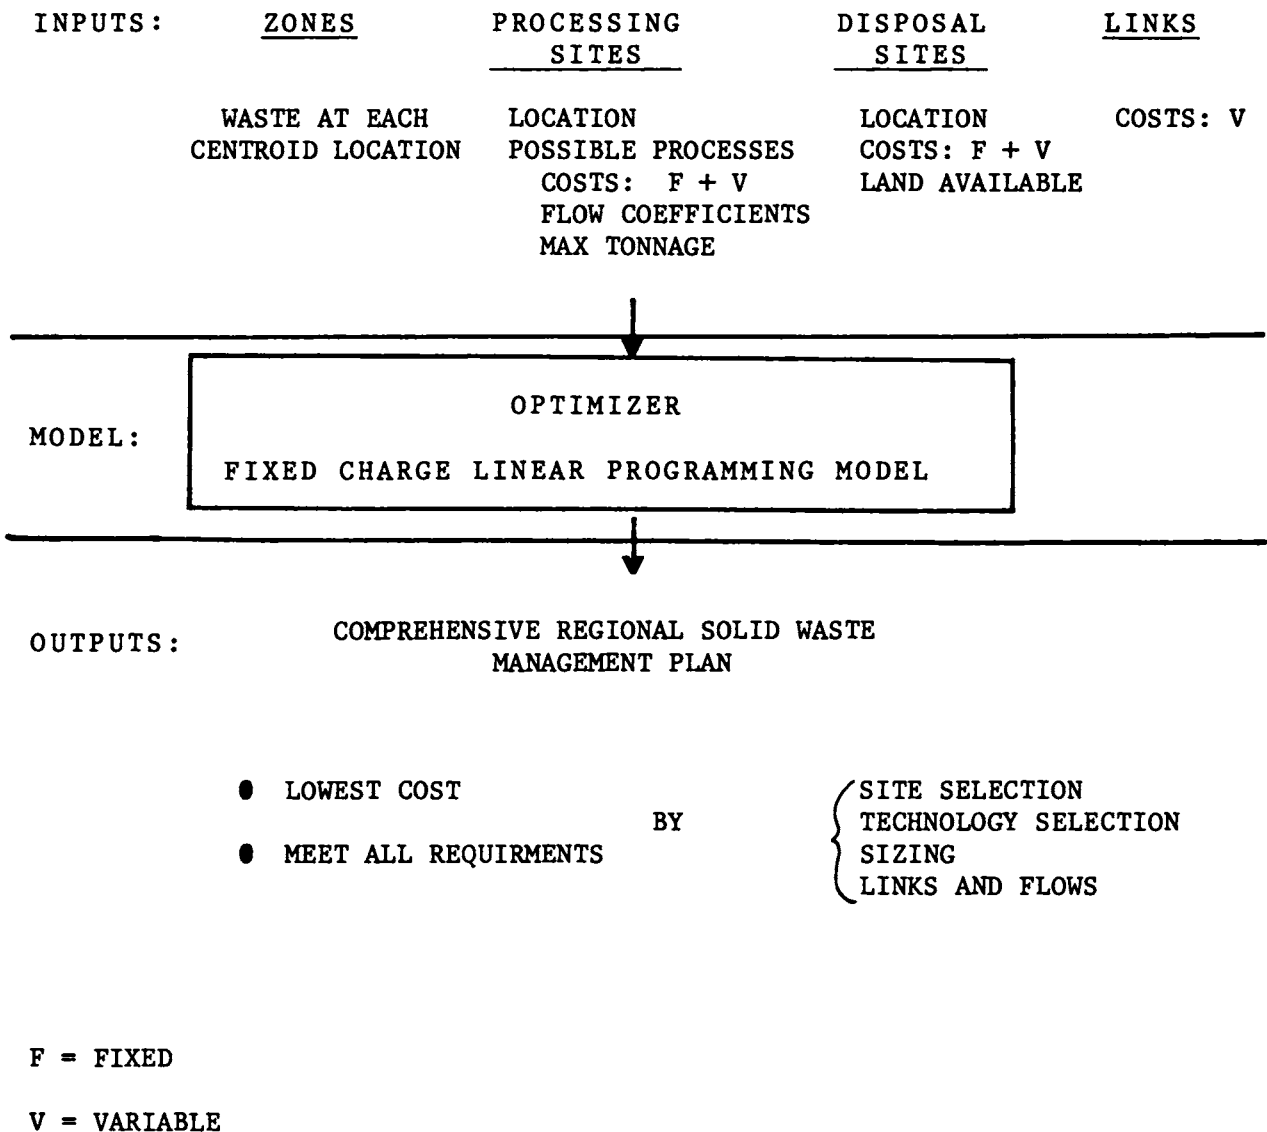 INPUTS: ZONES PROCESSING SITES DISPOSAL SITES LINKS
WASTE AT EACH CENTROID LOCATION
LOCATION
POSSIBLE PROCESSES
COSTS: F + V
FLOW COEFFICIENTS
MAX TONNAGE
LOCATION
COSTS: F + V
LAND AVAILABLE
COSTS: V
MODEL:
OPTIMIZER
FIXED CHARGE LINEAR PROGRAMMING MODEL
OUTPUTS:
COMPREHENSIVE REGIONAL SOLID WASTE
MANAGEMENT PLAN
● LOWEST COST
● MEET ALL REQUIRMENTS
BY
SITE SELECTION
TECHNOLOGY SELECTION
SIZING
LINKS AND FLOWS
F = FIXED
V = VARIABLE